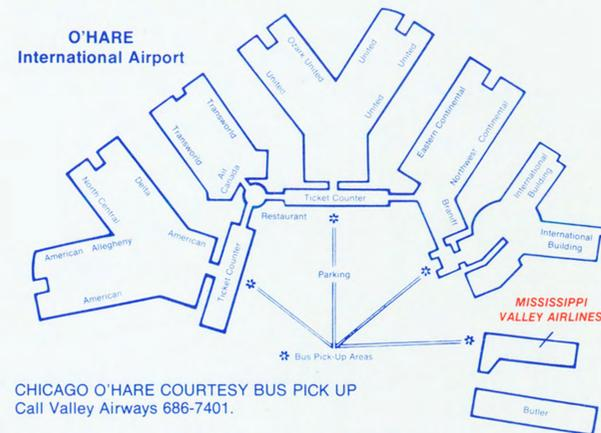 O'HARE
International Airport
United
Ozark United
United
United
United
Transworld
Transworld
Air
Canada
Eastern Continental
Northwest Continental
Braniff
International
Building
International
Building
North Central
Delta
American Allegheny
American
American
Ticket Counter
Restaurant
Ticket Counter
Parking
Bus Pick-Up Areas
MISSISSIPPI
VALLEY AIRLINES
Butler
CHICAGO O'HARE COURTESY BUS PICK UP
Call Valley Airways 686-7401.